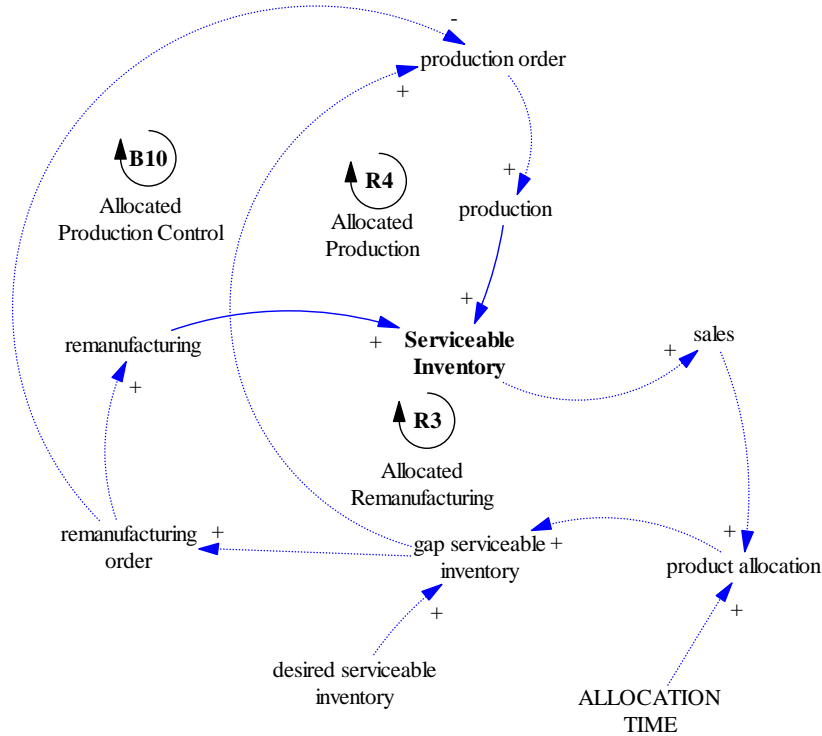 -
production order
+
B10
Allocated
Production Control
R4
Allocated
Production
+
production
+
remanufacturing
+
+
Serviceable
Inventory
+
sales
R3
Allocated
Remanufacturing
remanufacturing
order
+
gap serviceable
inventory
+
+
product allocation
+
+
desired serviceable
inventory
ALLOCATION
TIME